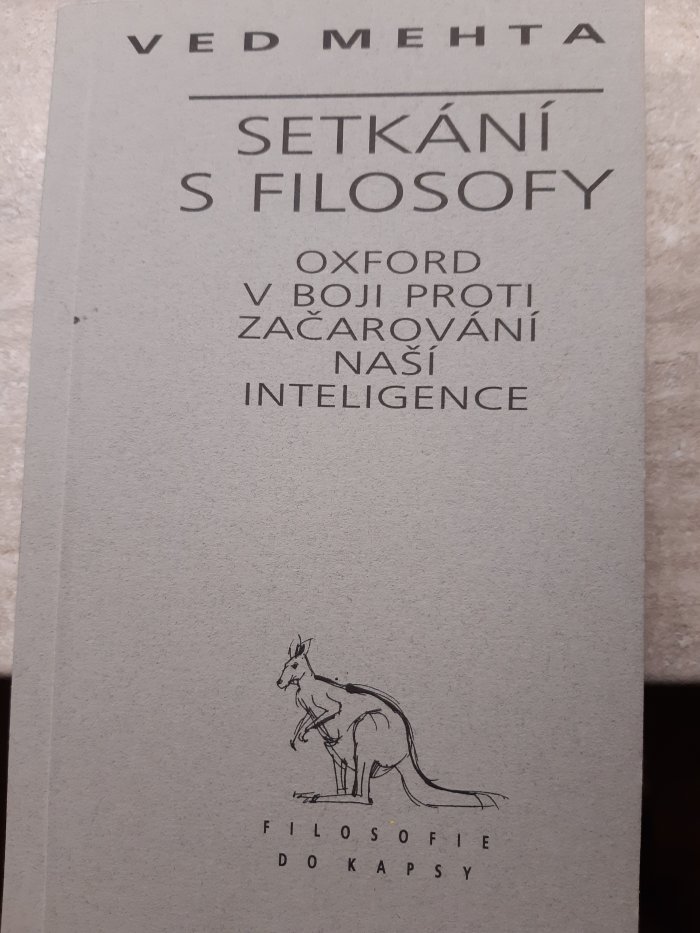 VED MEHTA
SETKÁNÍ
S FILOSOFY
OXFORD
V BOJI PROTI
ZAČAROVÁNÍ
NAŠÍ
INTELIGENCE
FILOSOFIE
DO KAPSY